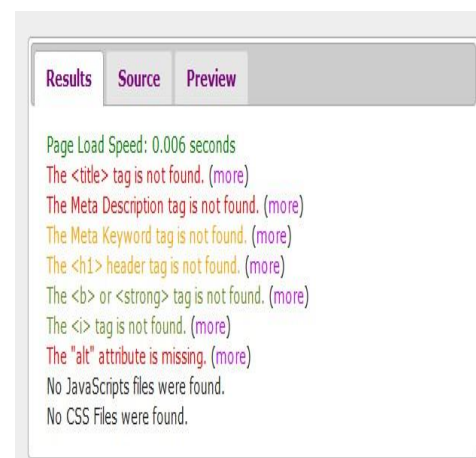 Results Source Preview
Page Load Speed: 0.006 seconds
The <title> tag is not found. (more)
The Meta Description tag is not found. (more)
The Meta Keyword tag is not found. (more)
The <h1> header tag is not found. (more)
The <b> or <strong> tag is not found. (more)
The <i> tag is not found. (more)
The "alt" attribute is missing. (more)
No JavaScripts files were found.
No CSS Files were found.